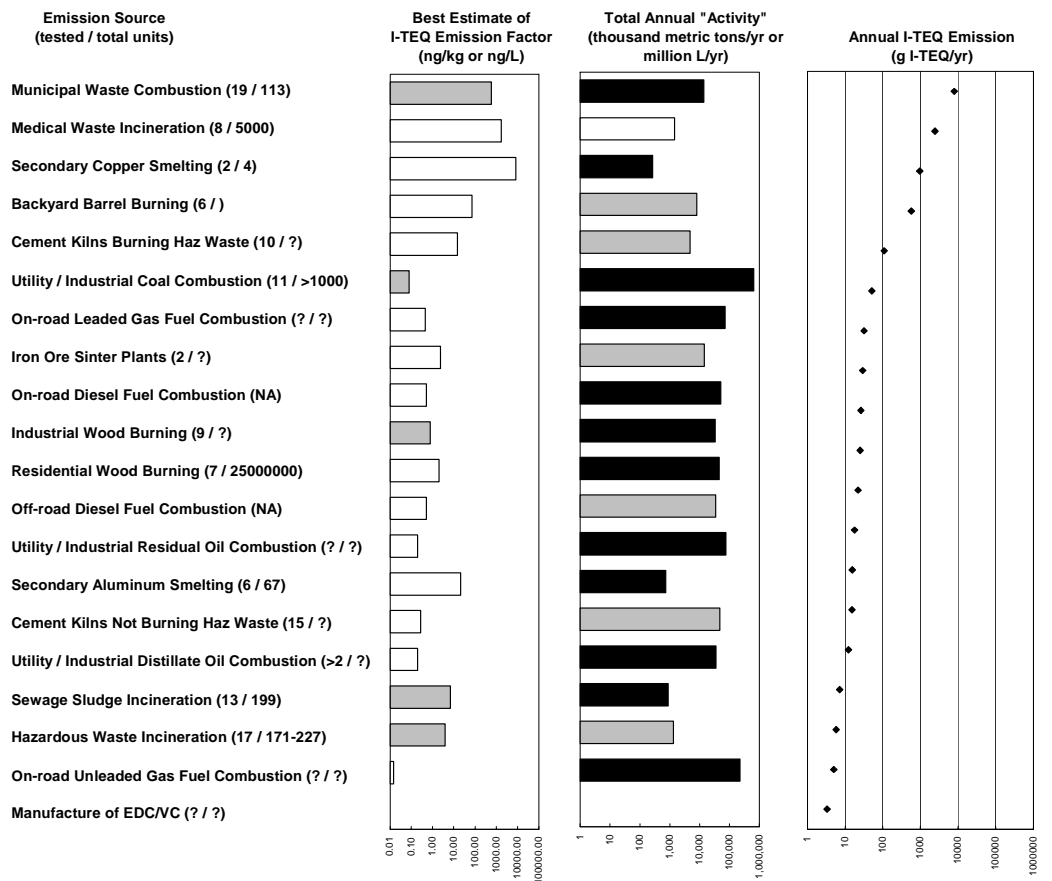 Emission Source
(tested / total units)
Best Estimate of
I-TEQ Emission Factor
(ng/kg or ng/L)
Total Annual "Activity"
(thousand metric tons/yr or
million L/yr)
Annual I-TEQ Emission
(g I-TEQ/yr)
Municipal Waste Combustion (19 / 113)
Medical Waste Incineration (8 / 5000)
Secondary Copper Smelting (2 / 4)
Backyard Barrel Burning (6 / )
Cement Kilns Burning Haz Waste (10 / ?)
Utility / Industrial Coal Combustion (11 / >1000)
On-road Leaded Gas Fuel Combustion (? / ?)
Iron Ore Sinter Plants (2 / ?)
On-road Diesel Fuel Combustion (NA)
Industrial Wood Burning (9 / ?)
Residential Wood Burning (7 / 25000000)
Off-road Diesel Fuel Combustion (NA)
Utility / Industrial Residual Oil Combustion (? / ?)
Secondary Aluminum Smelting (6 / 67)
Cement Kilns Not Burning Haz Waste (15 / ?)
Utility / Industrial Distillate Oil Combustion (>2 / ?)
Sewage Sludge Incineration (13 / 199)
Hazardous Waste Incineration (17 / 171-227)
On-road Unleaded Gas Fuel Combustion (? / ?)
Manufacture of EDC/VC (? / ?)
0.01
0.10
1.00
10.00
100.00
1000.00
10000.00
100000.00
1
10
100
1,000
10,000
100,000
1,000,000
1
10
100
1000
10000
100000
1000000